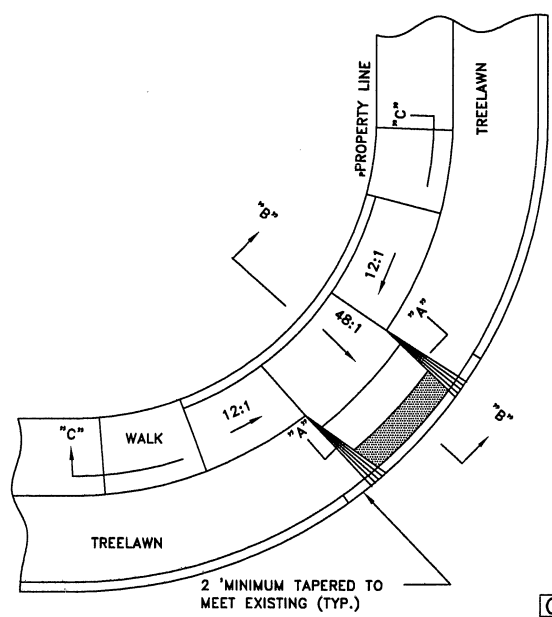 "PROPERTY LINE
TREELAWN
"C"
"B"
12:1
"A"
48:1
12:1
"A"
"B"
"C"
WALK
TREELAWN
2 'MINIMUM TAPERED TO
MEET EXISTING (TYP.)